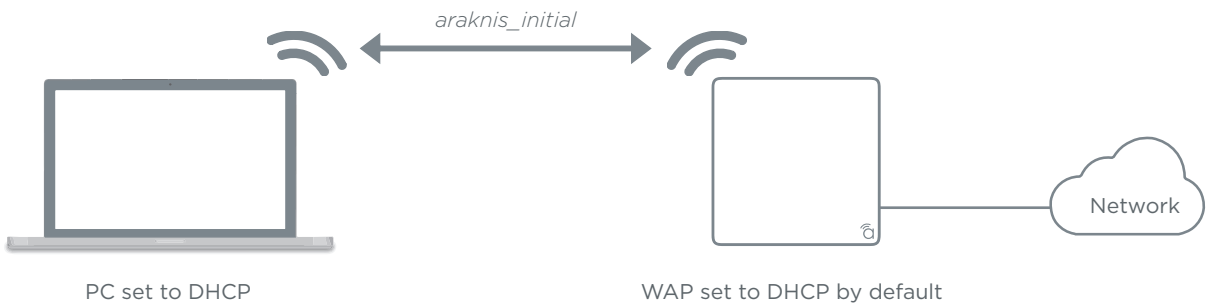 araknis_initial
Network
PC set to DHCP
WAP set to DHCP by default